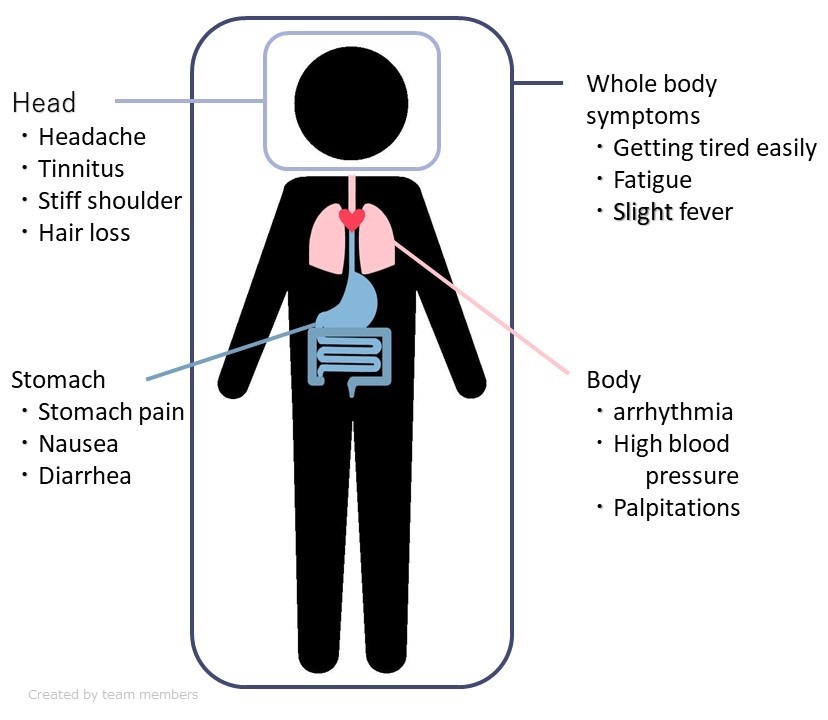 Head
・Headache
・Tinnitus
・Stiff shoulder
・Hair loss
Whole body
symptoms
・Getting tired easily
・Fatigue
・Slight fever
Stomach
・Stomach pain
・Nausea
・Diarrhea
Body
・arrhythmia
・High blood
pressure
・Palpitations
Created by team members